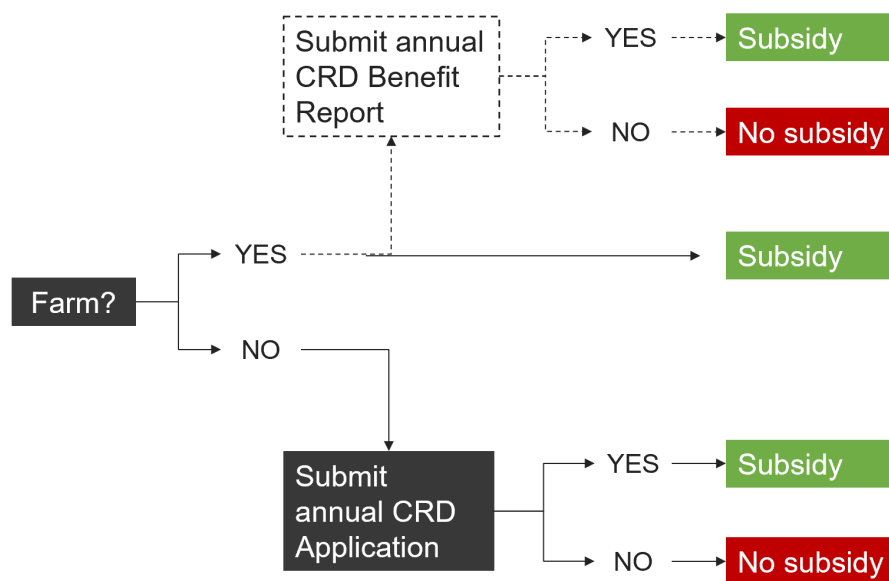 Submit annual
CRD Benefit
Report
YES
Subsidy
NO
No subsidy
YES
Subsidy
Farm?
NO
Submit
annual CRD
Application
YES
Subsidy
NO
No subsidy